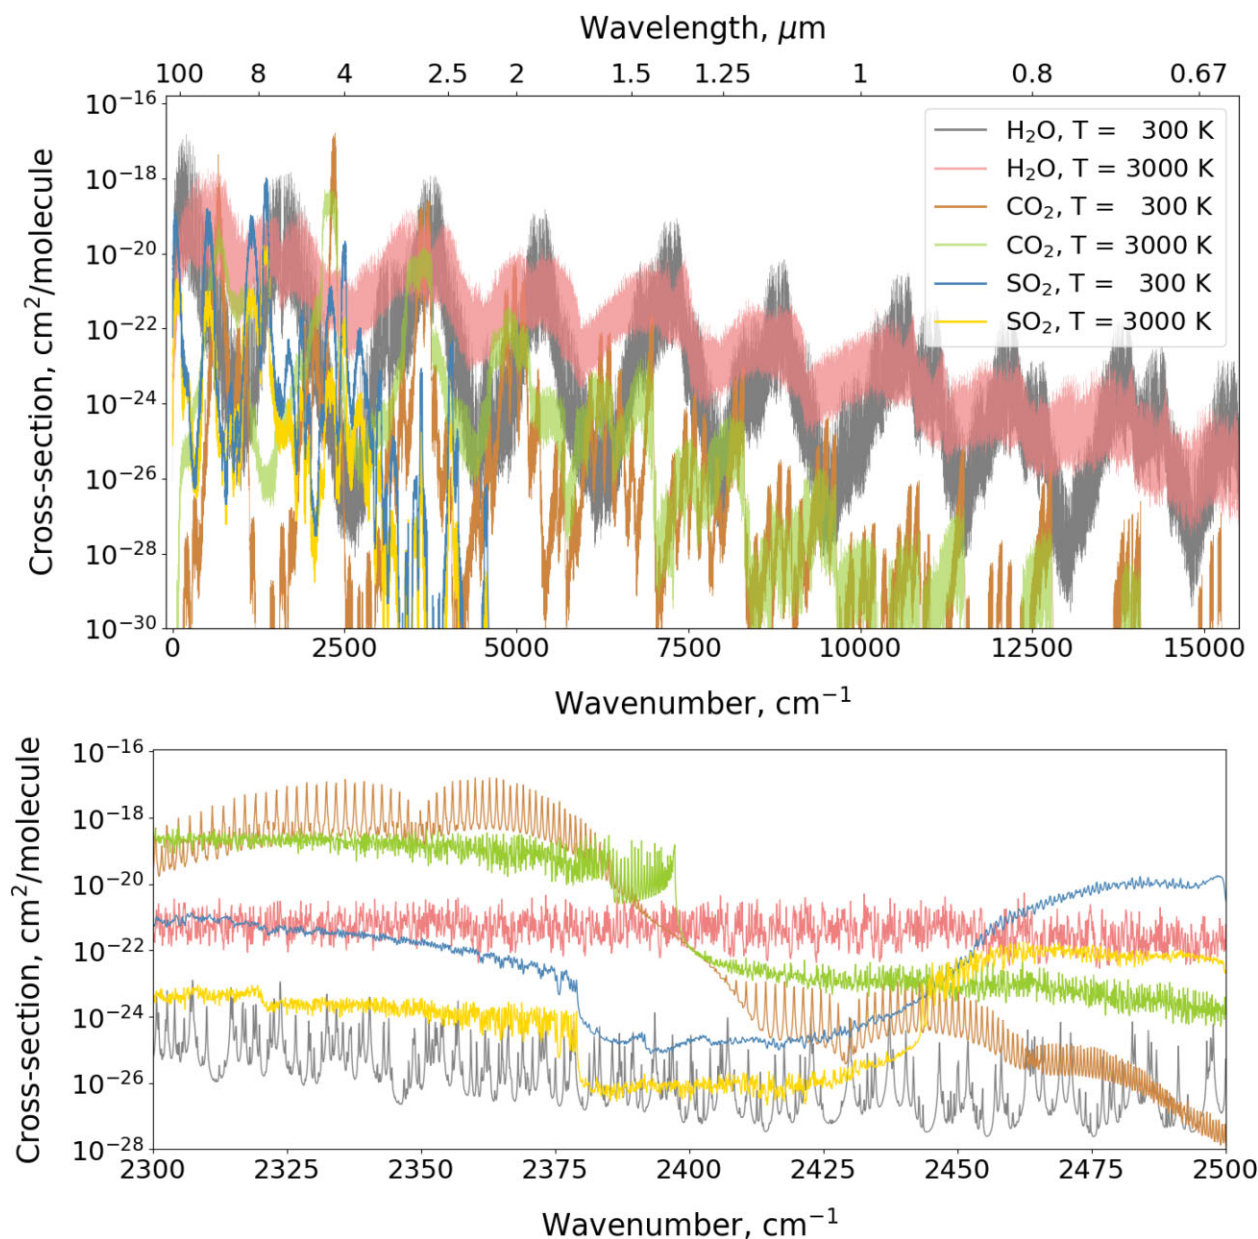 Wavelength, μm
100 8 4 2.5 2 1.5 1.25 1 0.8 0.67
Cross-section, cm²/molecule
10⁻¹⁶
10⁻¹⁸
10⁻²⁰
10⁻²²
10⁻²⁴
10⁻²⁶
10⁻²⁸
10⁻³⁰
H₂O, T = 300 K
H₂O, T = 3000 K
CO₂, T = 300 K
CO₂, T = 3000 K
SO₂, T = 300 K
SO₂, T = 3000 K
0 2500 5000 7500 10000 12500 15000
Wavenumber, cm⁻¹
Cross-section, cm²/molecule
10⁻¹⁶
10⁻¹⁸
10⁻²⁰
10⁻²²
10⁻²⁴
10⁻²⁶
10⁻²⁸
2300 2325 2350 2375 2400 2425 2450 2475 2500
Wavenumber, cm⁻¹